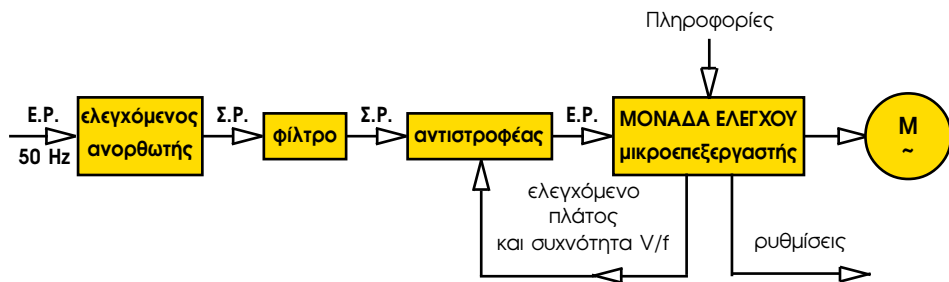 Πληροφορίες
Ε.Ρ.
50 Hz
ελεγχόμενος
ανορθωτής
Σ.Ρ.
φίλτρο
Σ.Ρ.
αντιστροφέας
Ε.Ρ.
ΜΟΝΑΔΑ ΕΛΕΓΧΟΥ
μικροεπεξεργαστής
Μ
~
ελεγχόμενο
πλάτος
και συχνότητα V/f
ρυθμίσεις